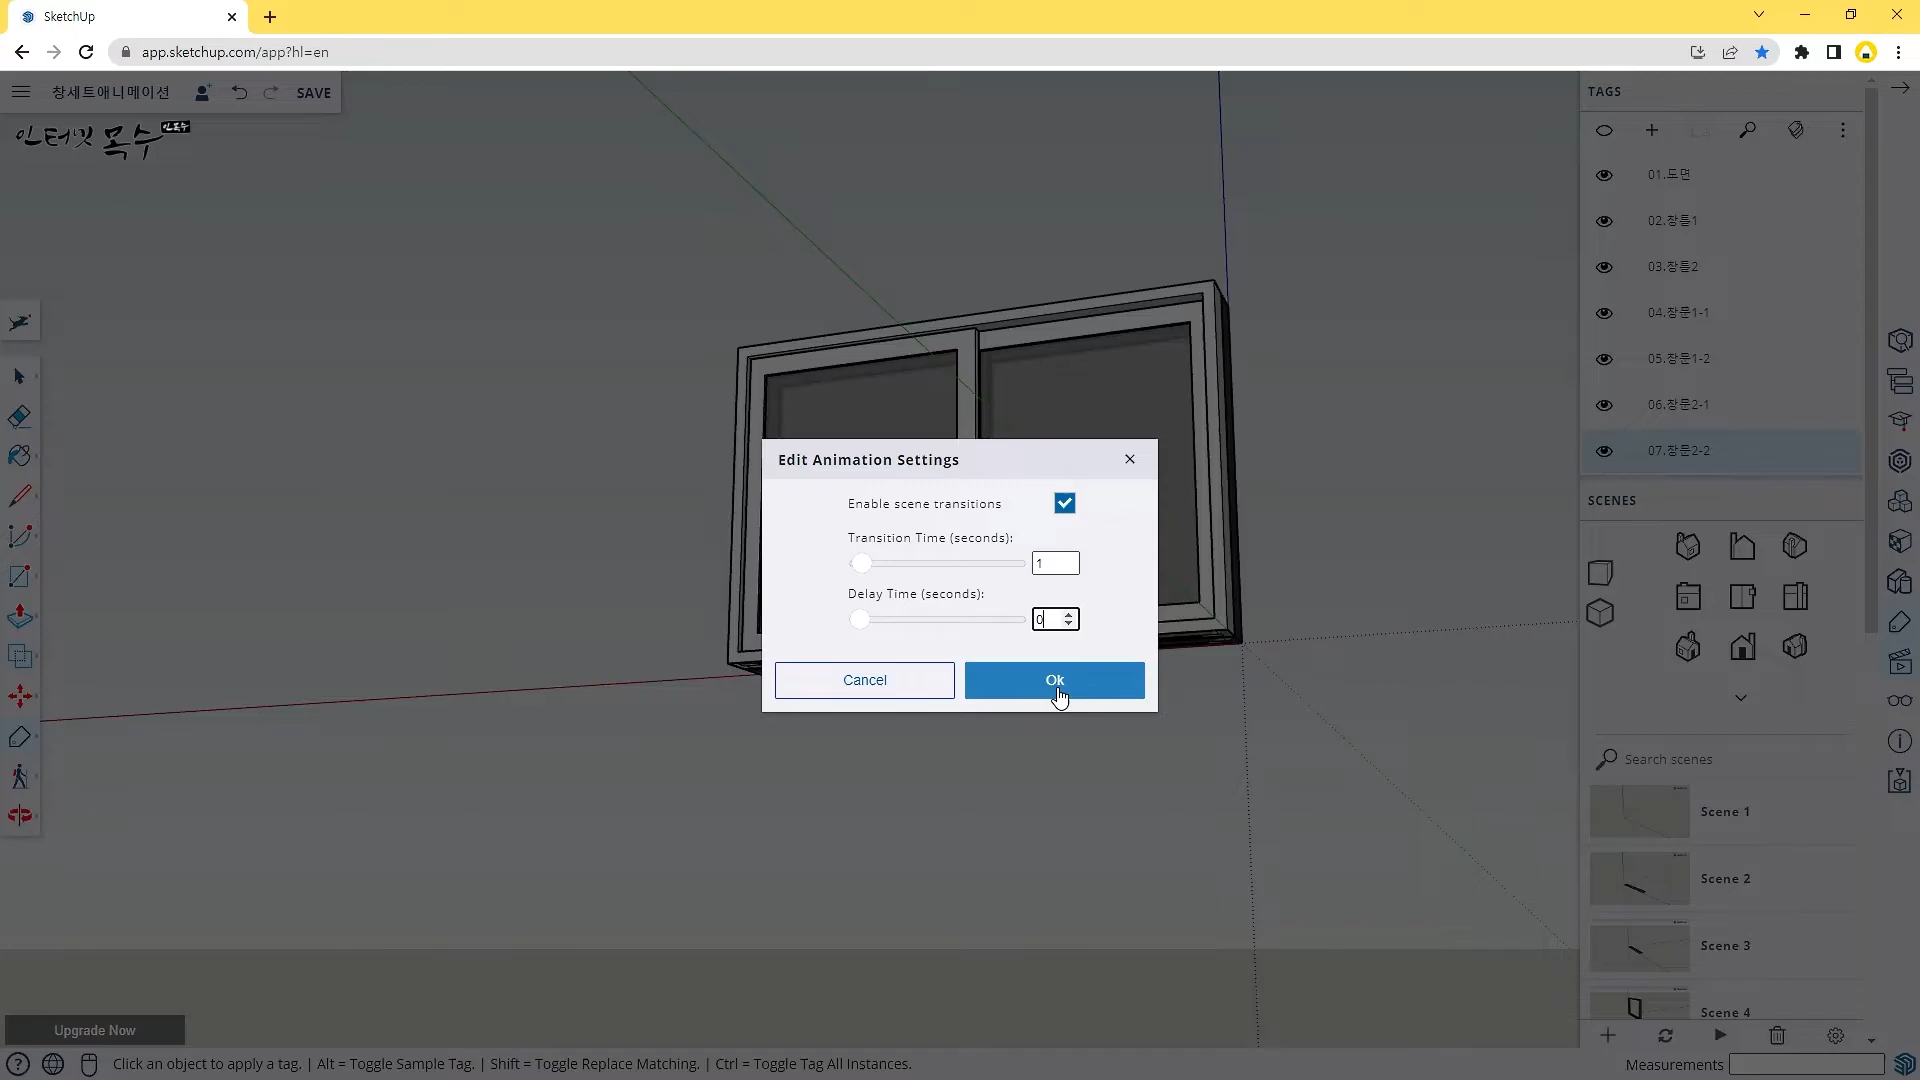 SketchUp
app.sketchup.com/app?hl=en
창세트애니메이션
SAVE
인터넷 목수
TAGS
01.도면
02.창틀1
03.창틀2
04.창문1-1
05.창문1-2
06.창문2-1
07.창문2-2
Edit Animation Settings
Enable scene transitions
Transition Time (seconds):
1
Delay Time (seconds):
0
Cancel
Ok
SCENES
Search scenes
Scene 1
Scene 2
Scene 3
Scene 4
Upgrade Now
Click an object to apply a tag. | Alt = Toggle Sample Tag. | Shift = Toggle Replace Matching. | Ctrl = Toggle Tag All Instances.
Measurements